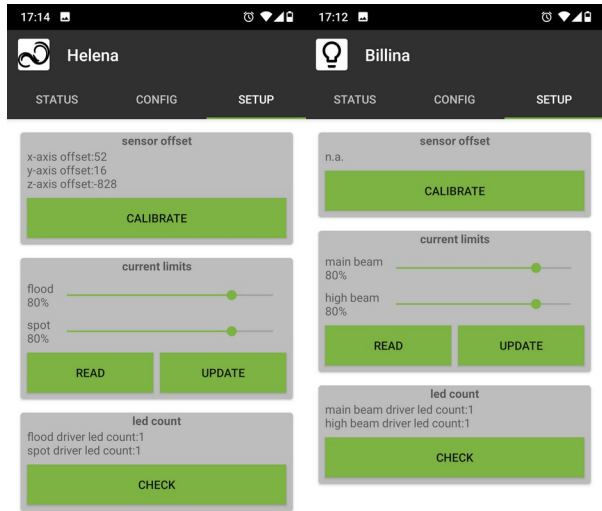 17:14
Helena
STATUS CONFIG SETUP
sensor offset
x-axis offset:52
y-axis offset:16
z-axis offset:-828
CALIBRATE
current limits
flood
80%
spot
80%
READ UPDATE
led count
flood driver led count:1
spot driver led count:1
CHECK
17:12
Billina
STATUS CONFIG SETUP
sensor offset
n.a.
CALIBRATE
current limits
main beam
80%
high beam
80%
READ UPDATE
led count
main beam driver led count:1
high beam driver led count:1
CHECK